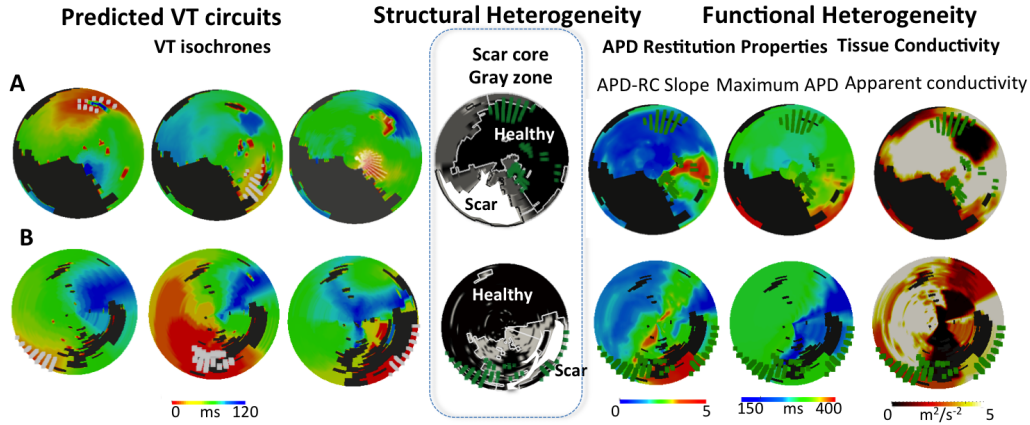 Predicted VT circuits
Structural Heterogeneity
Functional Heterogeneity
VT isochrones
Scar core
Gray zone
APD Restitution Properties
Tissue Conductivity
APD-RC Slope
Maximum APD
Apparent conductivity
A
Healthy
Scar
B
Healthy
Scar
0 ms 120
0 5
150 ms 400
0 m²/s⁻² 5